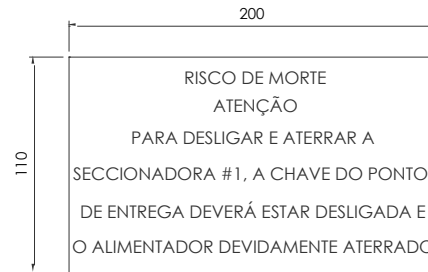 200
110
RISCO DE MORTE
ATENÇÃO
PARA DESLIGAR E ATERRAR A
SECCIONADORA #1, A CHAVE DO PONTO
DE ENTREGA DEVERÁ ESTAR DESLIGADA E
O ALIMENTADOR DEVIDAMENTE ATERRADO